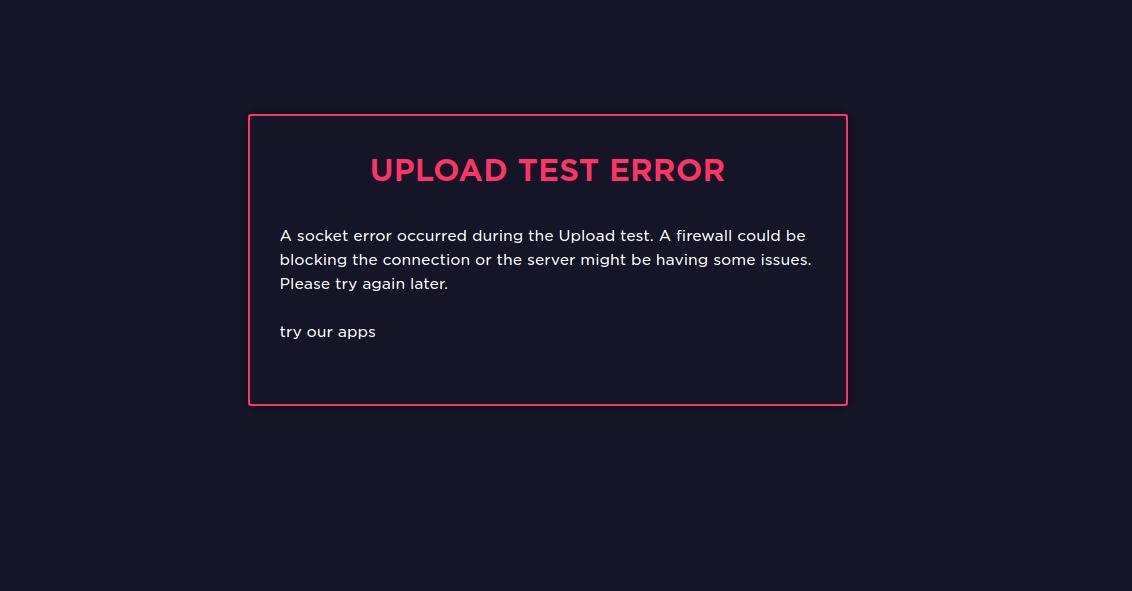 UPLOAD TEST ERROR
A socket error occurred during the Upload test. A firewall could be
blocking the connection or the server might be having some issues.
Please try again later.
try our apps